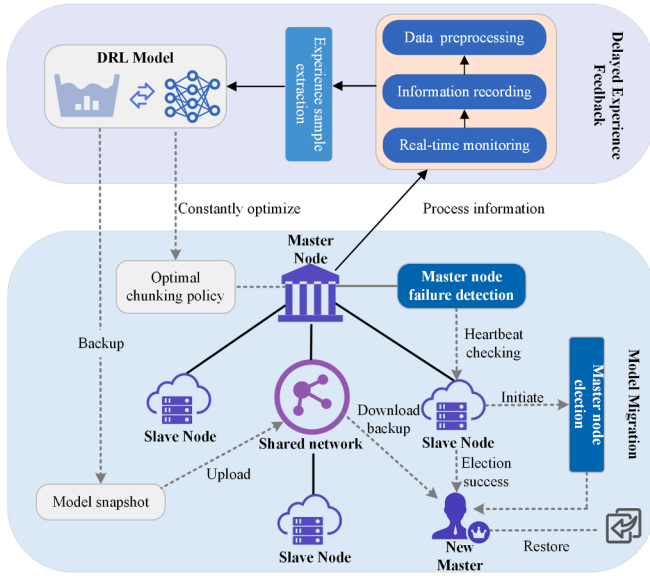 DRL Model
Experience sample
extraction
Data preprocessing
Information recording
Real-time monitoring
Delayed Experience
Feedback
Constantly optimize
Process information
Master
Node
Optimal
chunking policy
Master node
failure detection
Backup
Heartbeat
checking
Slave Node
Shared network
Download
backup
Slave Node
Initiate
Master node
election
Model Migration
Model snapshot
Upload
Election
success
Slave Node
New
Master
Restore